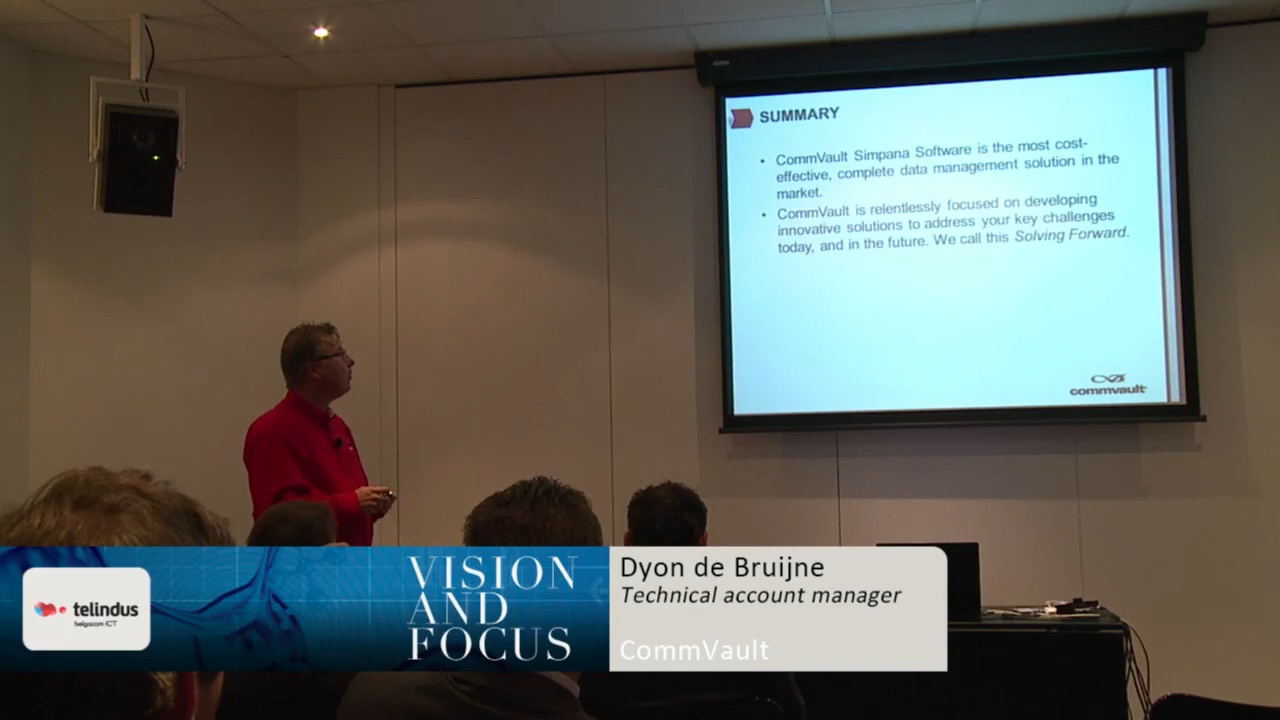 SUMMARY
• CommVault Simpana Software is the most cost-
effective, complete data management solution in the
market.
• CommVault is relentlessly focused on developing
innovative solutions to address your key challenges
today, and in the future. We call this Solving Forward.
commvault
telindus
belgacom ICT
VISION
AND
FOCUS
Dyon de Bruijne
Technical account manager
CommVault